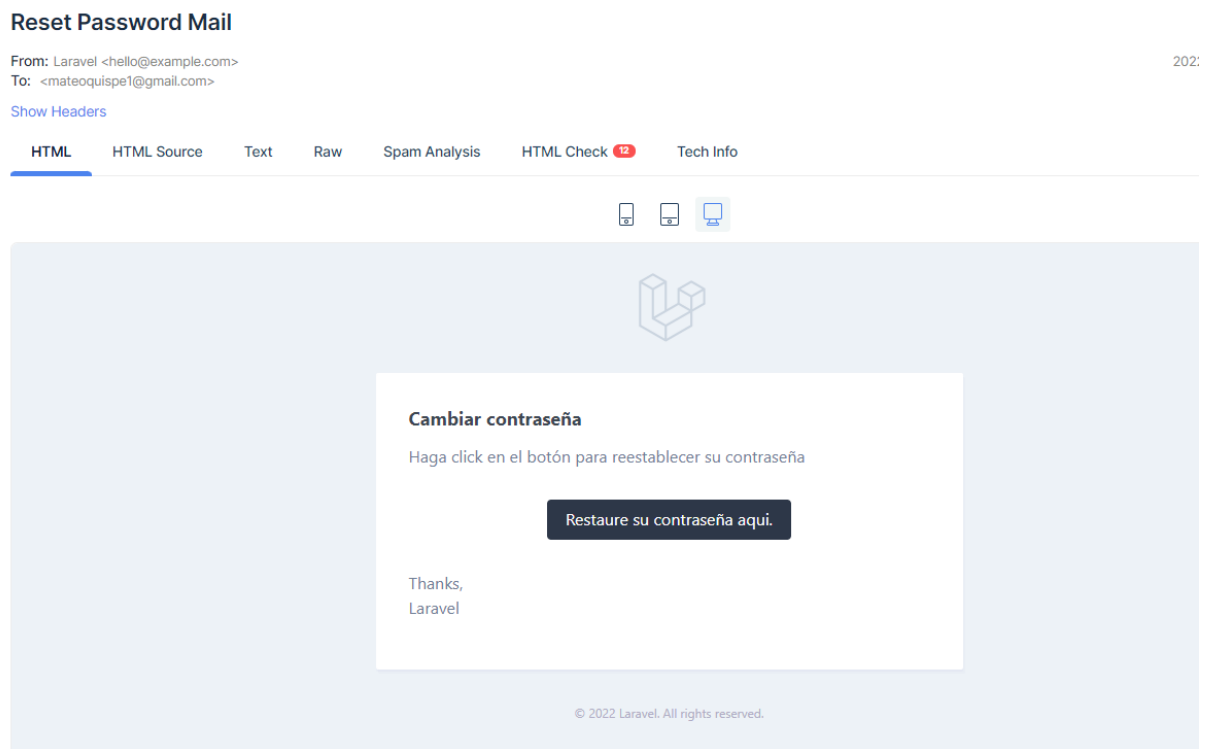 Reset Password Mail
From: Laravel <hello@example.com>
2022
To: <mateoquispe1@gmail.com>
Show Headers
HTML HTML Source Text Raw Spam Analysis HTML Check 12 Tech Info
Cambiar contraseña
Haga click en el botón para reestablecer su contraseña
Restaure su contraseña aqui.
Thanks,
Laravel
© 2022 Laravel. All rights reserved.